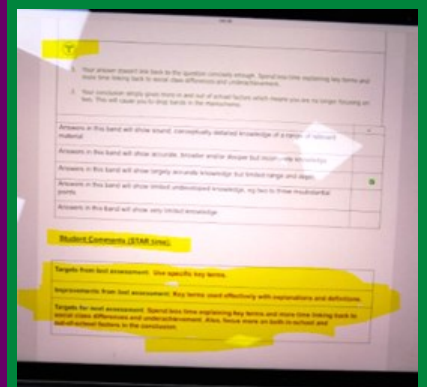 1. Your answer doesn't link back to the question concisely enough. Spend less time explaining key terms and
more time linking back to social class differences and underachievement.
2. Your conclusion simply gives more in and out of school factors which means you are no longer focusing on
key. This will cause you to drop bands in the
Answers in this band will show sound, conceptually detailed knowledge of a range of relevant
material
Answers in this band will show accurate, broader and/or deeper but incomplete knowledge
Answers in this band will show largely accurate knowledge but limited range and depth
Answers in this band will show limited undeveloped knowledge, eg two to three insubstantial
points.
Answers in this band will show very limited knowledge
Student Comments (STAR time):
Targets from last assessment: Use specific key terms.
Improvements from last assessment: Key terms used effectively with explanations and definitions.
Targets for next assessment: Spend less time explaining key terms and more time linking back to
social class differences and underachievement. Also, focus more on both in-school and
out-of-school factors in the conclusion.